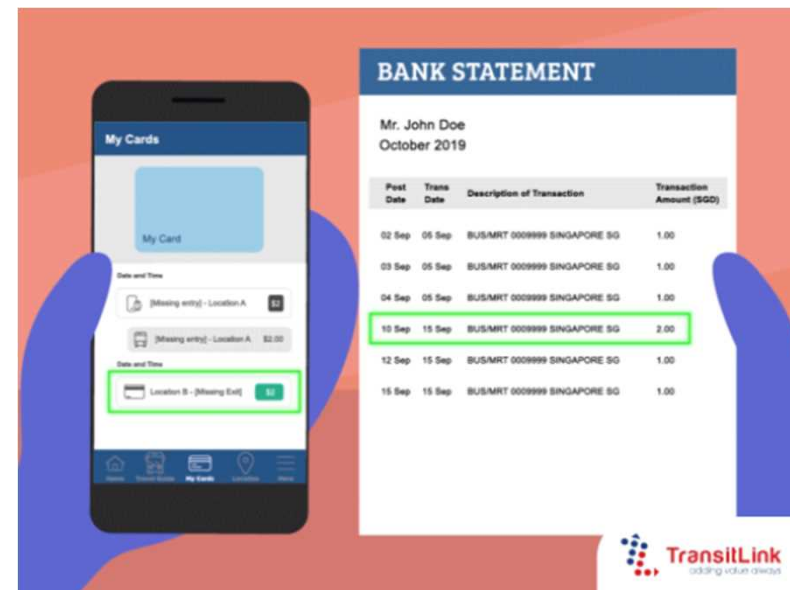 My Cards
My Card
Date and Time
[Missing entry] - Location A $2
[Missing entry] - Location A $2.00
Date and Time
Location B - [Missing Exit] $2
Home Travel Guide My Cards Location Menu
BANK STATEMENT
Mr. John Doe
October 2019
Post Date Trans Date Description of Transaction Transaction Amount (SGD)
02 Sep 05 Sep BUS/MRT 0009999 SINGAPORE SG 1.00
03 Sep 05 Sep BUS/MRT 0009999 SINGAPORE SG 1.00
04 Sep 05 Sep BUS/MRT 0009999 SINGAPORE SG 1.00
10 Sep 15 Sep BUS/MRT 0009999 SINGAPORE SG 2.00
12 Sep 15 Sep BUS/MRT 0009999 SINGAPORE SG 1.00
15 Sep 15 Sep BUS/MRT 0009999 SINGAPORE SG 1.00
TransitLink
adding value always